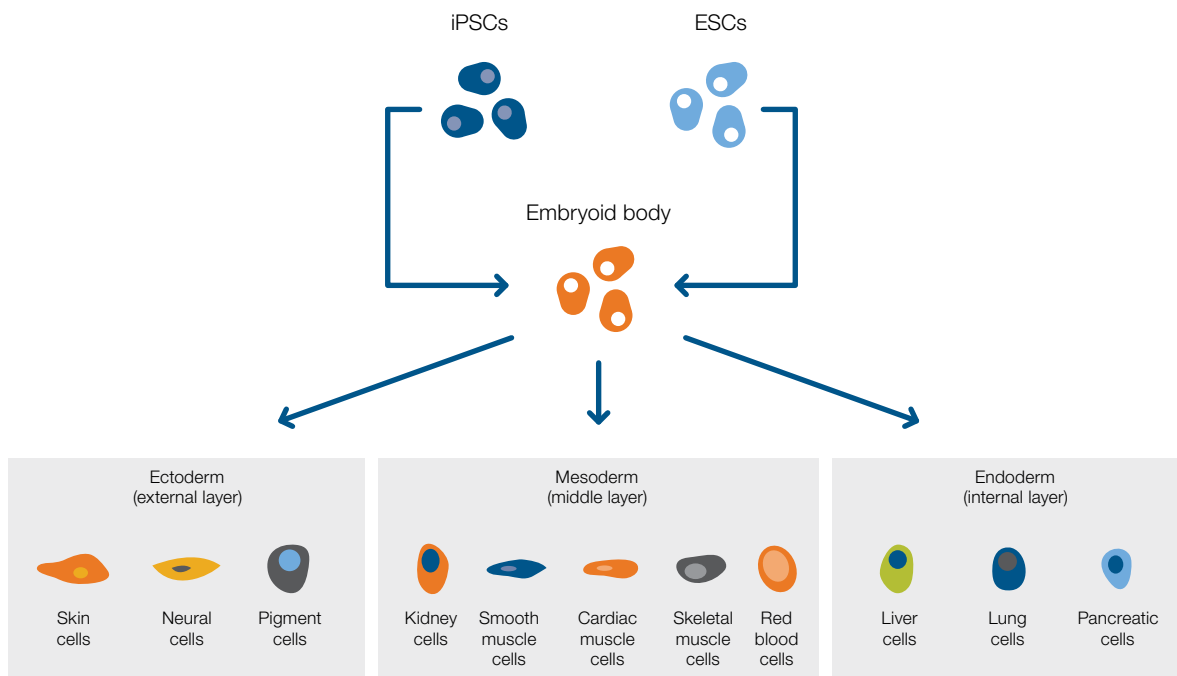 iPSCs
ESCs
Embryoid body
Ectoderm
(external layer)
Skin
cells
Neural
cells
Pigment
cells
Mesoderm
(middle layer)
Kidney
cells
Smooth
muscle
cells
Cardiac
muscle
cells
Skeletal
muscle
cells
Red
blood
cells
Endoderm
(internal layer)
Liver
cells
Lung
cells
Pancreatic
cells